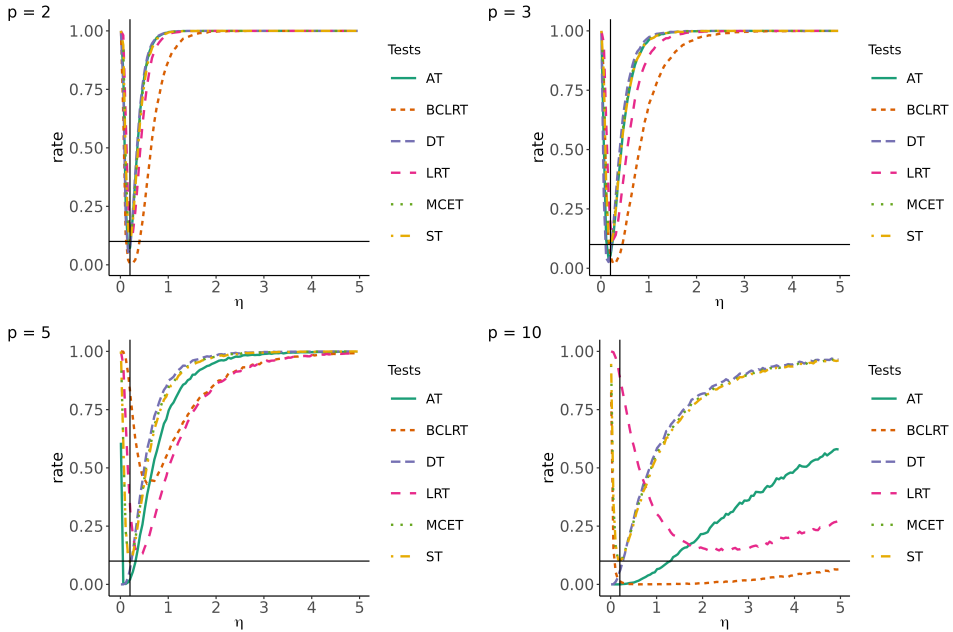 p = 2
1.00
0.75
0.50
0.25
0.00
rate
0 1 2 3 4 5
η
Tests
AT
BCLRT
DT
LRT
MCET
ST
p = 3
1.00
0.75
0.50
0.25
0.00
rate
0 1 2 3 4 5
η
Tests
AT
BCLRT
DT
LRT
MCET
ST
p = 5
1.00
0.75
0.50
0.25
0.00
rate
0 1 2 3 4 5
η
Tests
AT
BCLRT
DT
LRT
MCET
ST
p = 10
1.00
0.75
0.50
0.25
0.00
rate
0 1 2 3 4 5
η
Tests
AT
BCLRT
DT
LRT
MCET
ST